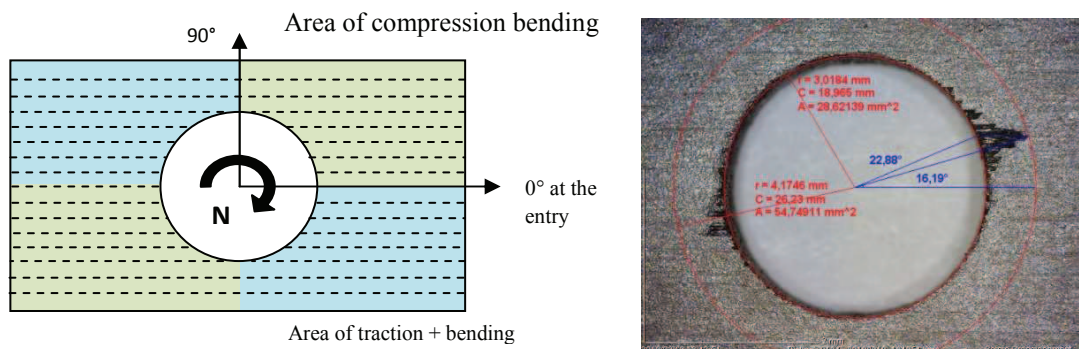 Area of compression bending
90°
0° at the
entry
N
Area of traction + bending
r = 3,0184 mm
C = 18,965 mm
A = 28,62139 mm^2
22,88°
16,19°
r = 4,1746 mm
C = 26,23 mm
A = 54,74911 mm^2